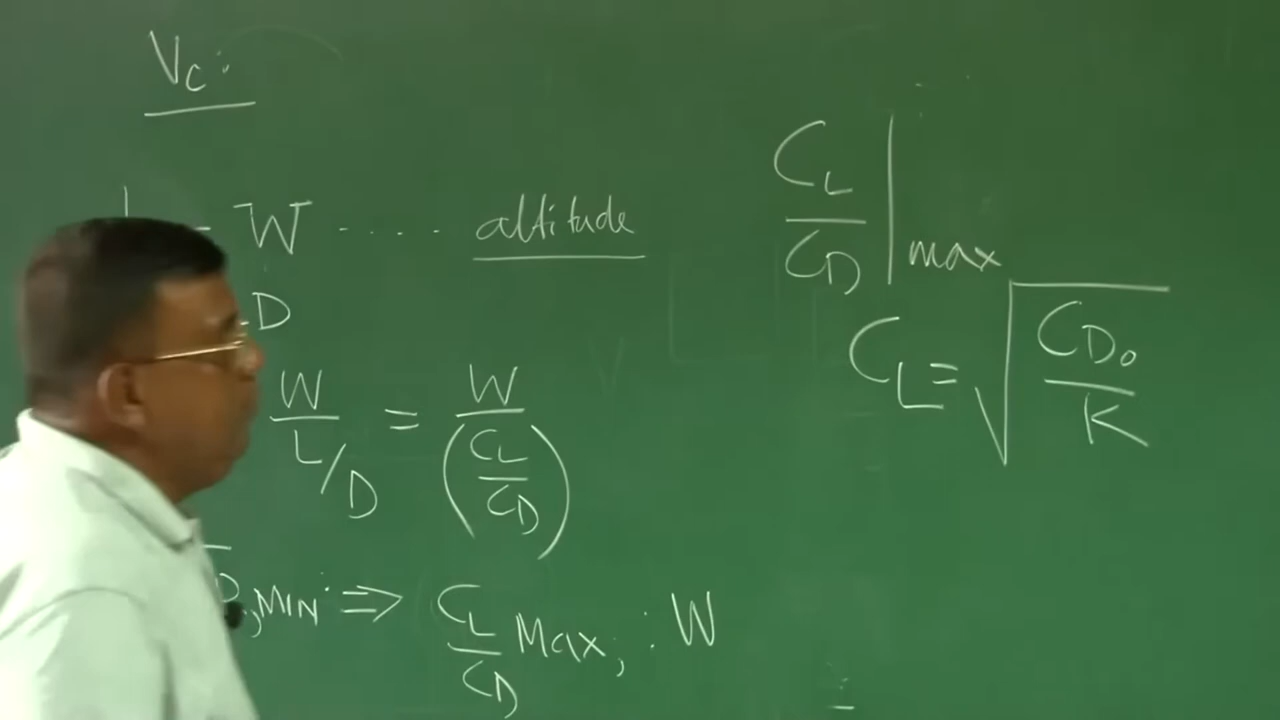 Vc:
= W ..... altitude
D
W/(L/D) = W/(CL/CD)
D,MIN ⇒ CL/CD Max; : W
CL/CD | max
CL = √(CD0/K)